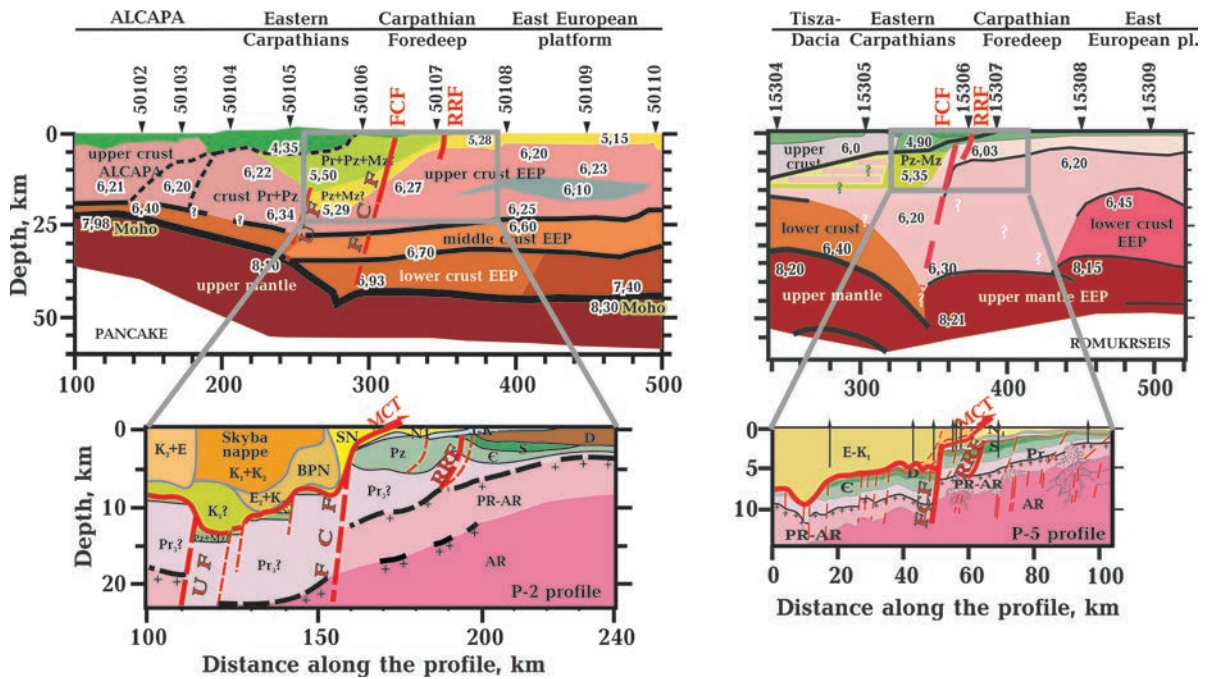 ALCAPA Eastern Carpathian East European
Carpathians Foredeep platform
50102 50103 50104 50105 50106 FCF 50107 RRF 50108 50109 50110
0
25
50
Depth, km
upper crust
ALCAPA
6,21
6,20
6,22
4,35
Pr+Pz+Mz
5,50
Pz+Mz?
5,29
crust Pr+Pz
6,34
6,40
7,98
Moho
?
?
UF
FCF
6,27
5,28
5,15
6,20
6,23
6,10
upper crust EEP
6,25
6,60
middle crust EEP
6,70
6,93
lower crust EEP
7,40
8,30 Moho
upper mantle
PANCAKE
100 200 300 400 500
Tisza- Eastern Carpathian East
Dacia Carpathians Foredeep European pl.
15304 15305 FCF 15306 RRF 15307 15308 15309
upper
crust
6,0
4,90
Pz-Mz
5,35
6,03
6,20
?
?
6,20
?
?
6,45
lower crust
EEP
lower crust
6,40
?
6,30
?
?
8,15
8,20
upper mantle
upper mantle EEP
8,21
ROMUKRSEIS
300 400 500
0
10
20
Depth, km
Skyba
nappe
BPN
SN
MCT
Pz
RRF
S
D
Є
PR-AR
AR
UF
FCF
P-2 profile
100 150 200 240
Distance along the profile, km
0
5
10
MCT
E-K₁
Є
D
S
FCF
RRF
PR-AR
PR-AR
AR
P-5 profile
0 20 40 60 80 100
Distance along the profile, km